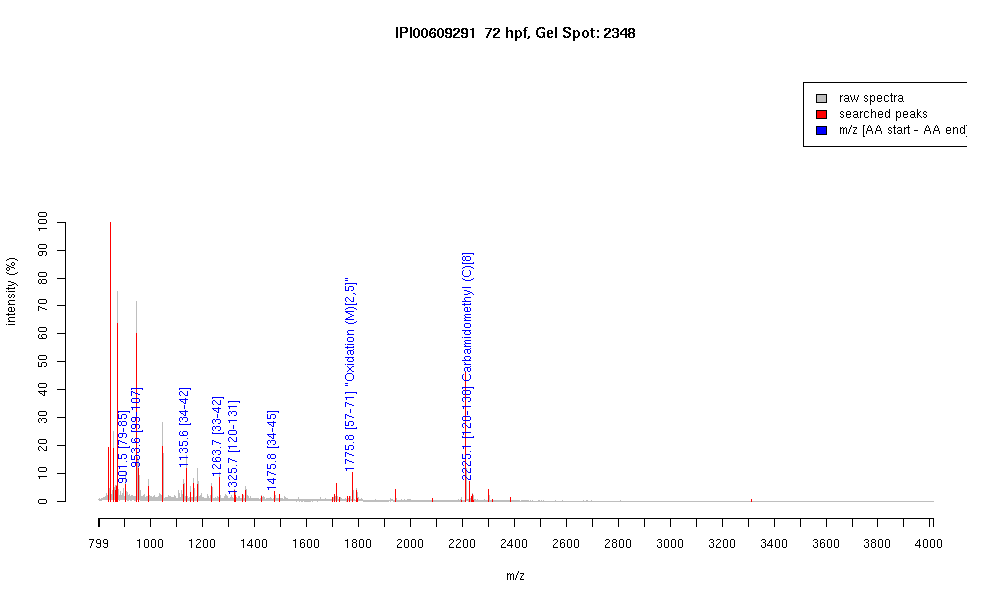 IPI00609291  72 hpf, Gel Spot: 2348
raw spectra
searched peaks
m/z [AA start - AA end]
intensity (%)
100
90
80
70
60
50
40
30
20
10
0
901.5 [79-85]
953.6 [99-107]
1135.6 [34-42]
1263.7 [33-42]
1325.7 [120-131]
1475.8 [34-45]
1775.8 [57-71] "Oxidation (M)[2,5]"
2225.1 [120-138] Carbamidomethyl (C)[8]
799 1000 1200 1400 1600 1800 2000 2200 2400 2600 2800 3000 3200 3400 3600 3800 4000
m/z